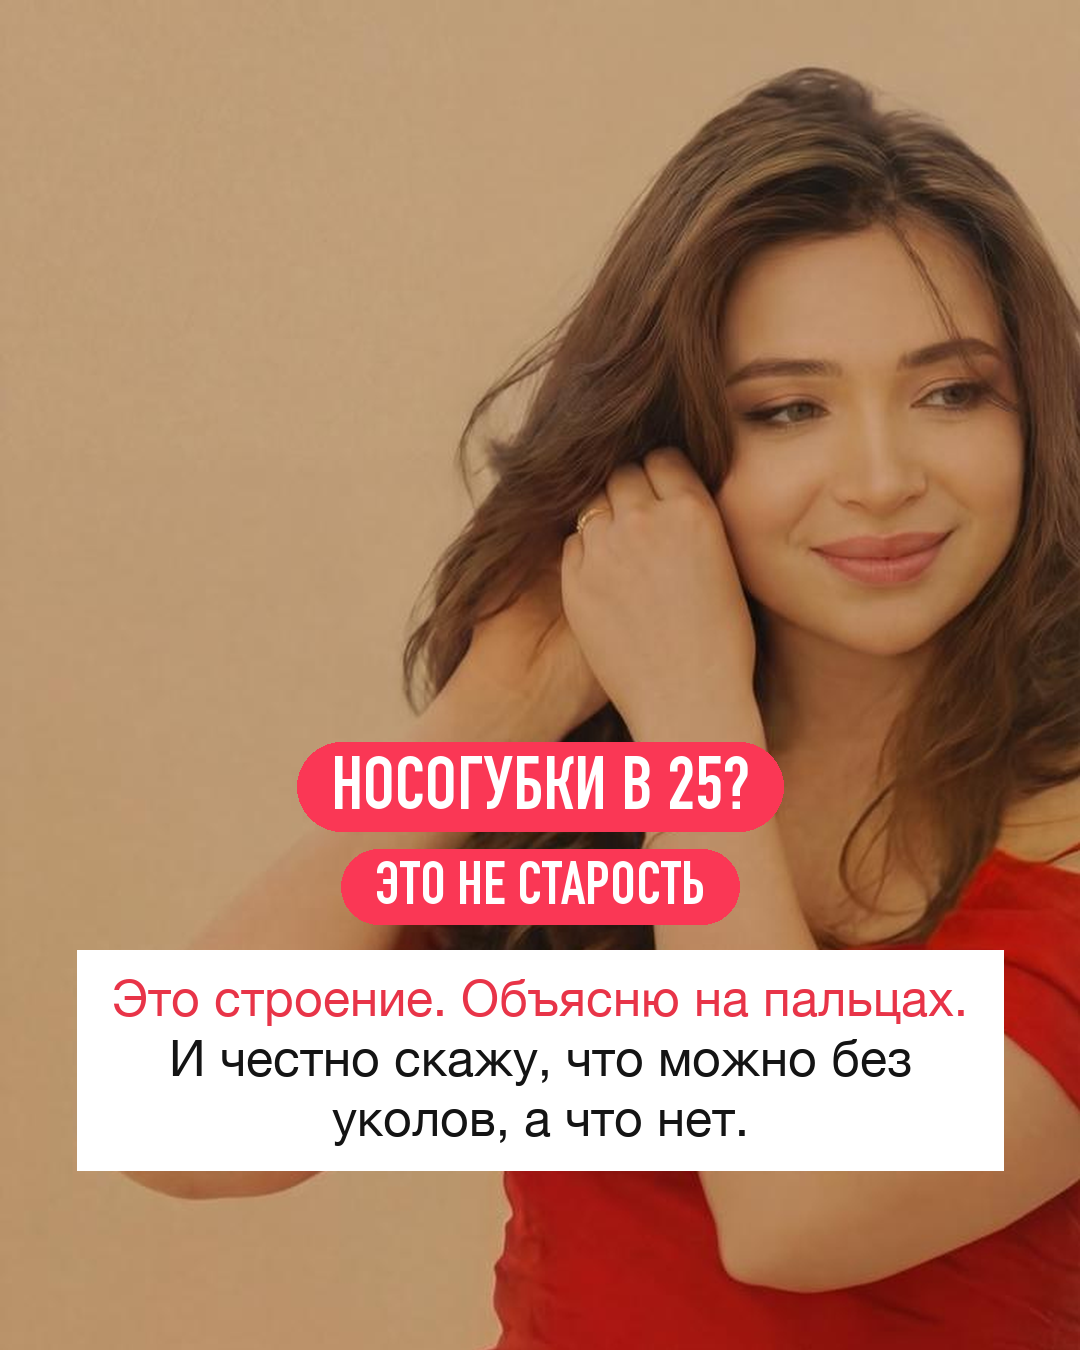 НОСОГУБКИ В 25?
ЭТО НЕ СТАРОСТЬ
Это строение. Объясню на пальцах.
И честно скажу, что можно без
уколов, а что нет.